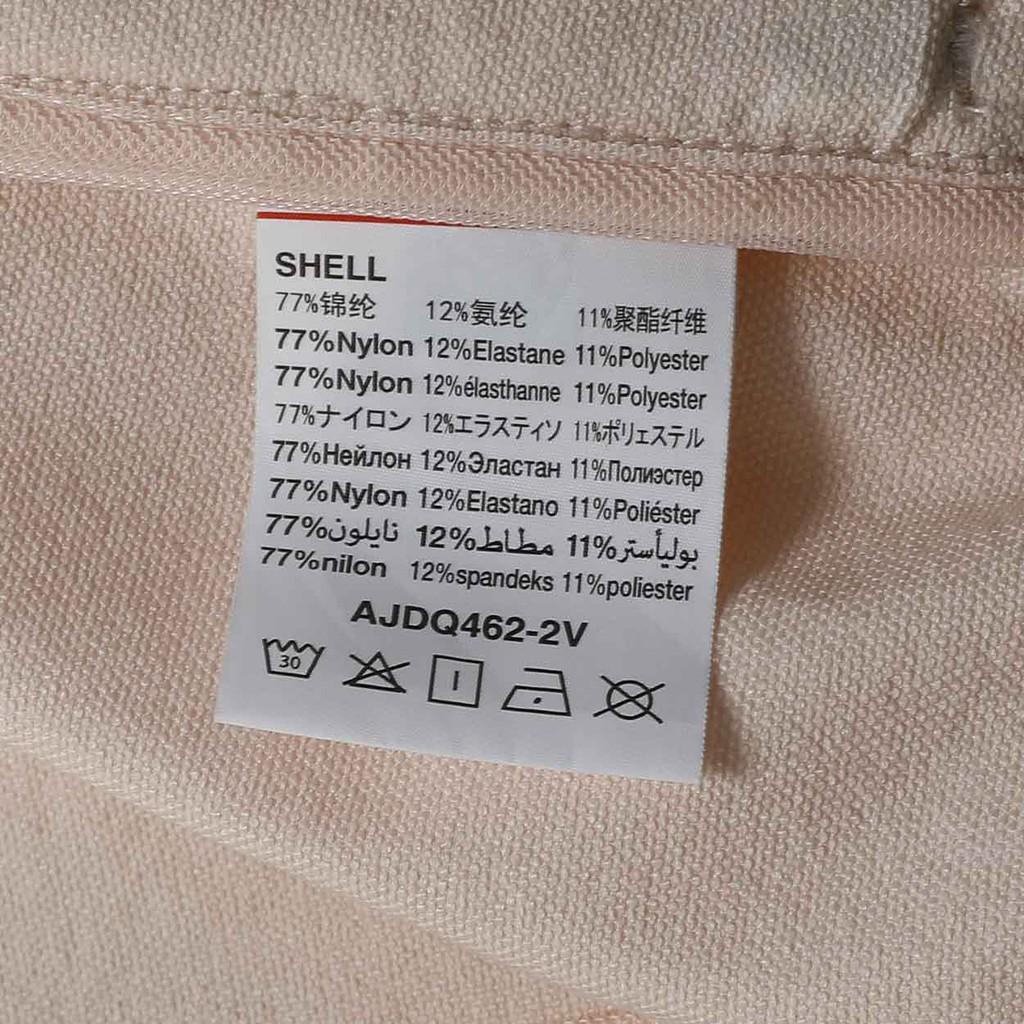 SHELL
77%锦纶 12%氨纶 11%聚酯纤维
77%Nylon 12%Elastane 11%Polyester
77%Nylon 12%élasthanne 11%Polyester
77%ナイロン 12%エラスティソ 11%ポリェステル
77%Нейлон 12%Эластан 11%Полиэстер
77%Nylon 12%Elastano 11%Poliéster
77%نايلون 12%مطاط 11%بوليأستر
77%nilon 12%spandeks 11%poliester
AJDQ462-2V
30